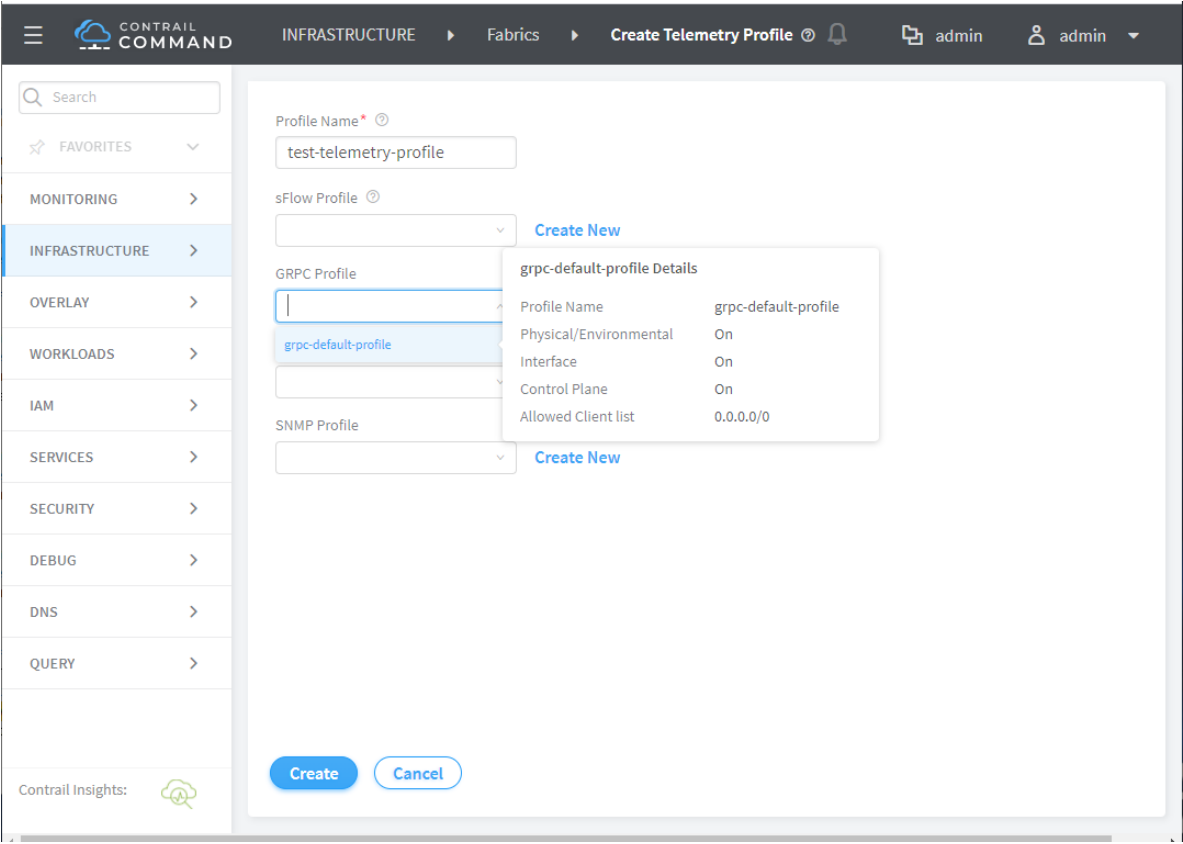 CONTRAIL
COMMAND
INFRASTRUCTURE Fabrics Create Telemetry Profile admin admin
Search
FAVORITES
MONITORING
INFRASTRUCTURE
OVERLAY
WORKLOADS
IAM
SERVICES
SECURITY
DEBUG
DNS
QUERY
Contrail Insights:
Profile Name*
test-telemetry-profile
sFlow Profile
Create New
GRPC Profile
grpc-default-profile
grpc-default-profile Details
Profile Name grpc-default-profile
Physical/Environmental On
Interface On
Control Plane On
Allowed Client list 0.0.0.0/0
SNMP Profile
Create New
Create Cancel